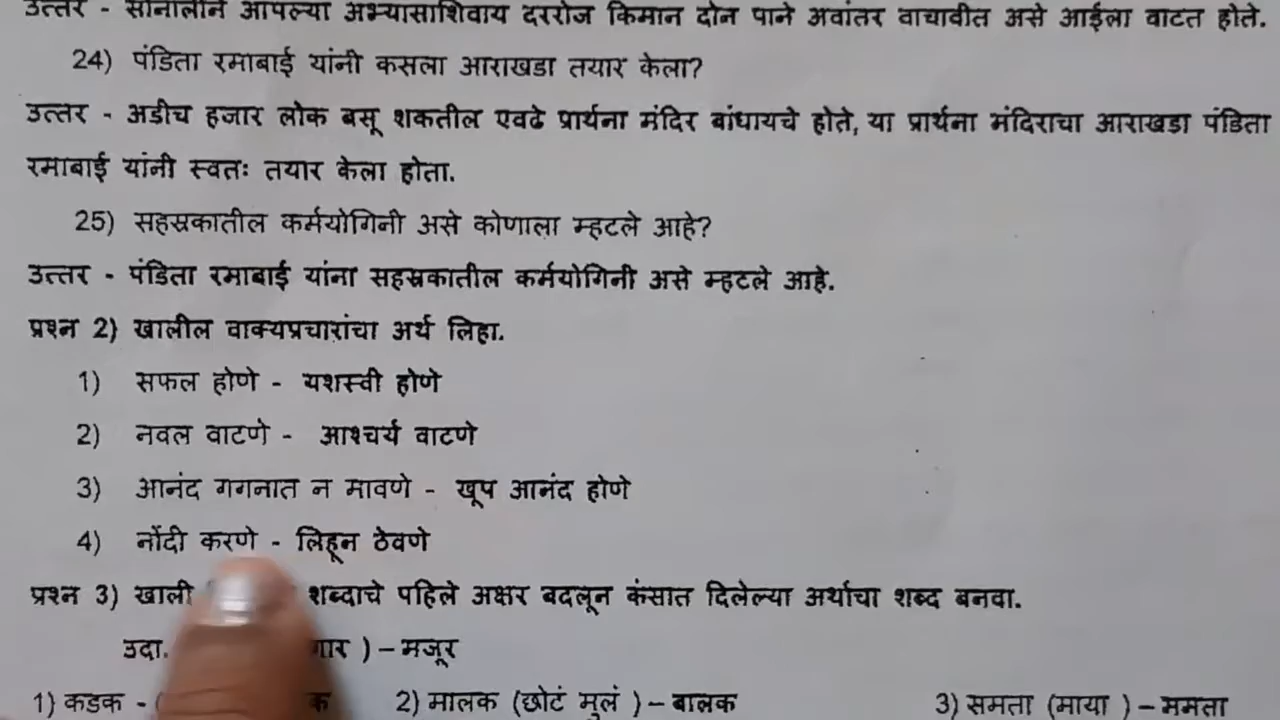 उत्तर - सोनालीने आपल्या अभ्यासाशिवाय दररोज किमान दोन पाने अवांतर वाचावीत असे आईला वाटत होते.
24) पंडिता रमाबाई यांनी कसला आराखडा तयार केला?
उत्तर - अडीच हजार लोक बसू शकतील एवढे प्रार्थना मंदिर बांधायचे होते, या प्रार्थना मंदिराचा आराखडा पंडिता
रमाबाई यांनी स्वतः तयार केला होता.
25) सहस्रकातील कर्मयोगिनी असे कोणाला म्हटले आहे?
उत्तर - पंडिता रमाबाई यांना सहस्रकातील कर्मयोगिनी असे म्हटले आहे.
प्रश्न 2) खालील वाक्यप्रचारांचा अर्थ लिहा.
1) सफल होणे - यशस्वी होणे
2) नवल वाटणे - आश्चर्य वाटणे
3) आनंद गगनात न मावणे - खूप आनंद होणे
4) नोंदी करणे - लिहून ठेवणे
प्रश्न 3) खाली शब्दाचे पहिले अक्षर बदलून कंसात दिलेल्या अर्थाचा शब्द बनवा.
उदा. ) – मजूर
1) कडक - ( 2) मालक (छोटं मुलं ) – बालक 3) समता (माया ) – ममता